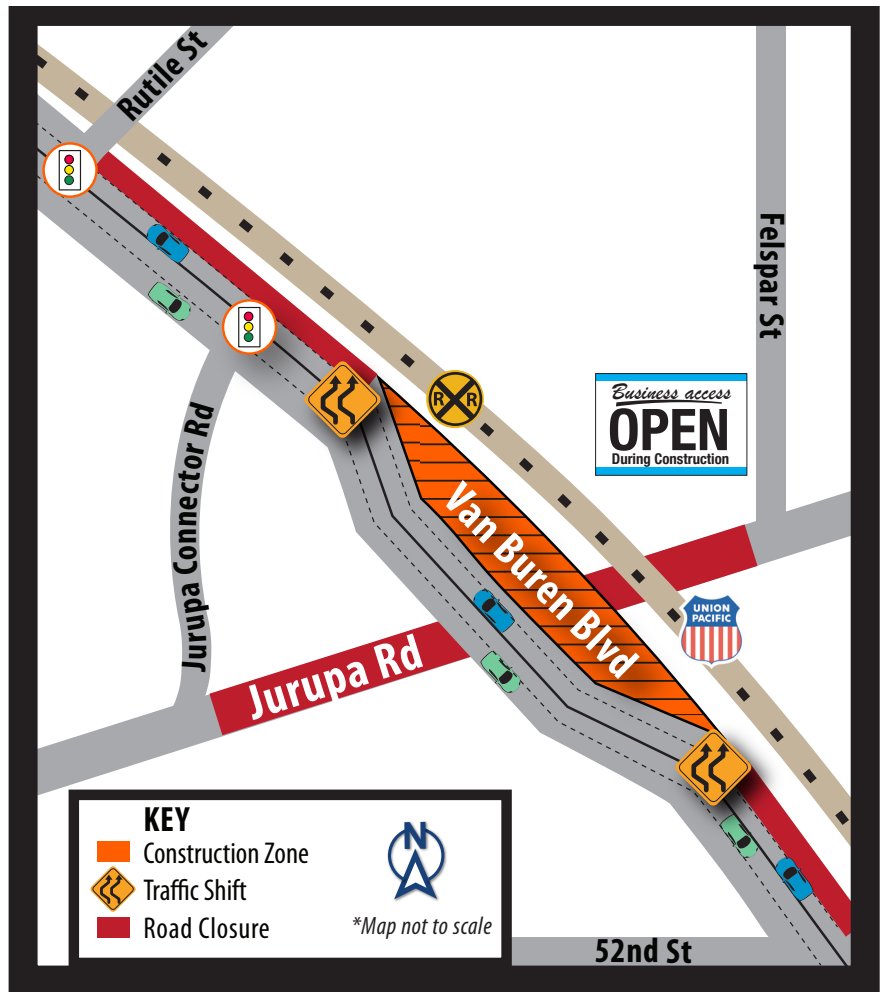 Rutile St
Felspar St
R R
Business access
OPEN
During Construction
Jurupa Connector Rd
Van Buren Blvd
UNION
PACIFIC
Jurupa Rd
KEY
Construction Zone
Traffic Shift
Road Closure
N
*Map not to scale
52nd St